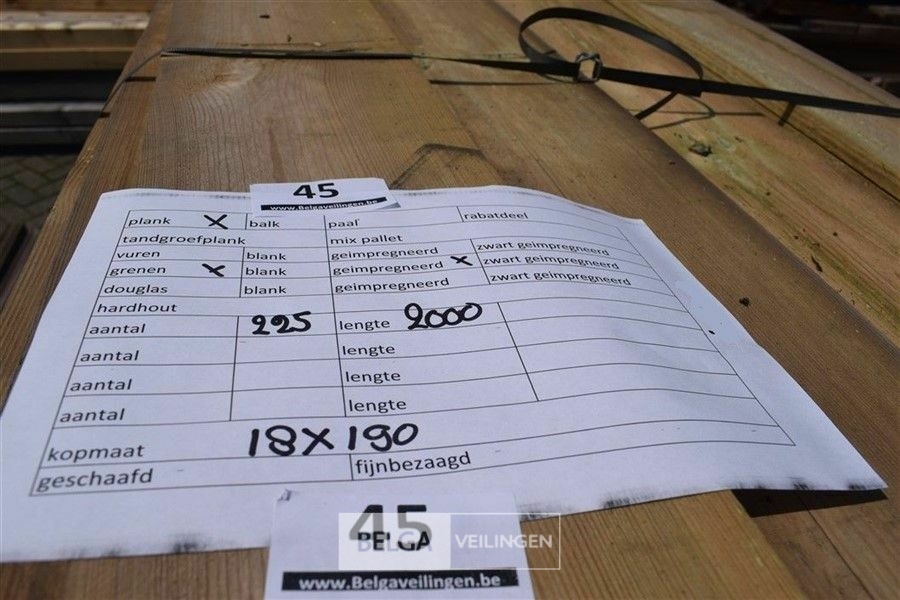 45
www.Belgaveilingen.be
plank X balk paal rabatdeel
tandgroefplank mix pallet
vuren blank geimpregneerd zwart geimpregneerd
grenen X blank geimpregneerd X zwart geimpregneerd
douglas blank geimpregneerd zwart geimpregneerd
hardhout
aantal 225 lengte 2000
aantal lengte
aantal lengte
aantal lengte
kopmaat 18X190
geschaafd fijnbezaagd
45
BELGA VEILINGEN
www.Belgaveilingen.be